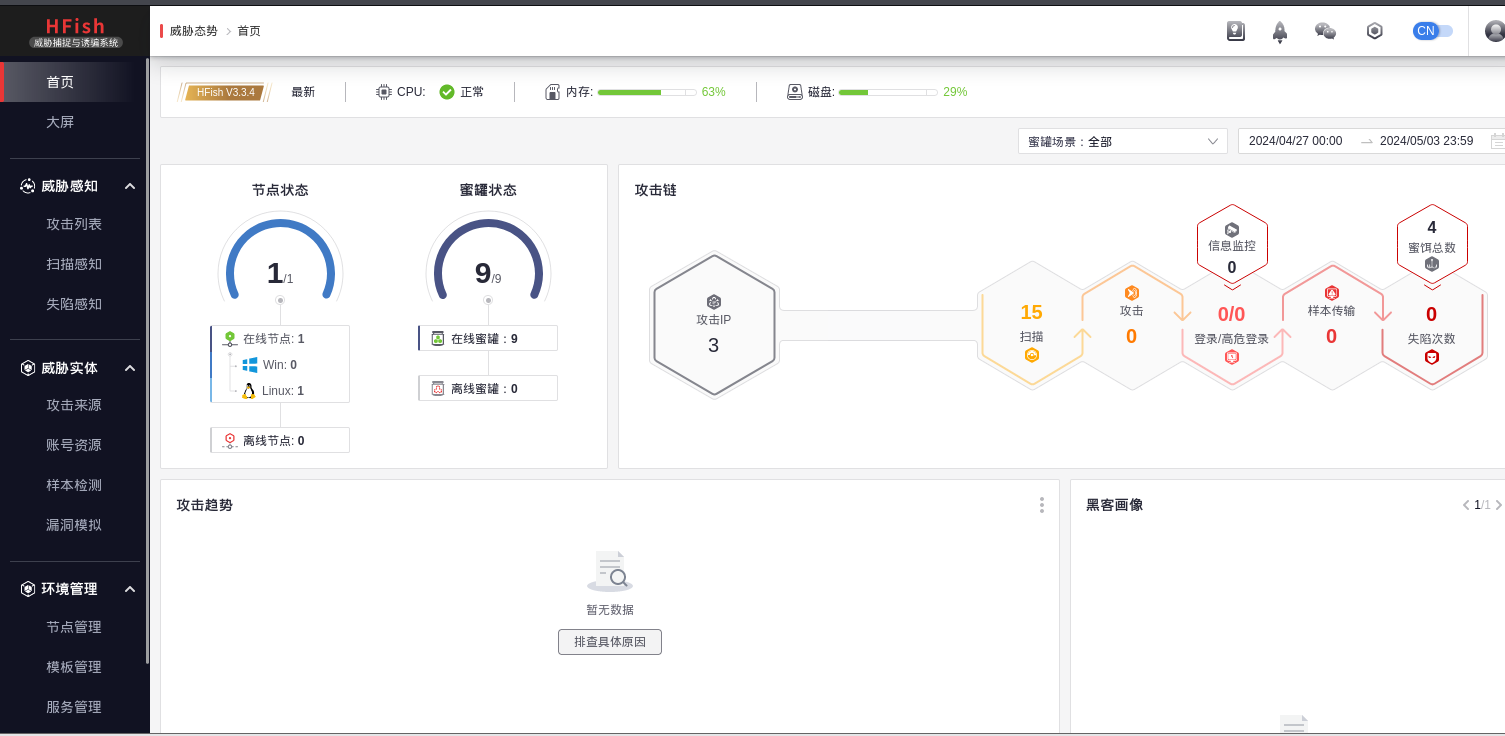 HFish
威胁捕捉与诱编系统
首页
大屏
威胁感知
攻击列表
扫描感知
失陷感知
威胁实体
攻击来源
账号资源
样本检测
漏洞模拟
环境管理
节点管理
模板管理
服务管理
威胁态势 > 首页
CN
HFish V3.3.4 最新 CPU: 正常 内存: 63% 磁盘: 29%
蜜罐场景：全部 2024/04/27 00:00 → 2024/05/03 23:59
节点状态
1/1
在线节点: 1
Win: 0
Linux: 1
离线节点: 0
蜜罐状态
9/9
在线蜜罐：9
离线蜜罐：0
攻击链
攻击IP
3
15
扫描
攻击
0
信息监控
0
0/0
登录/高危登录
样本传输
0
4
蜜饵总数
0
失陷次数
攻击趋势
暂无数据
排查具体原因
黑客画像
< 1/1 >